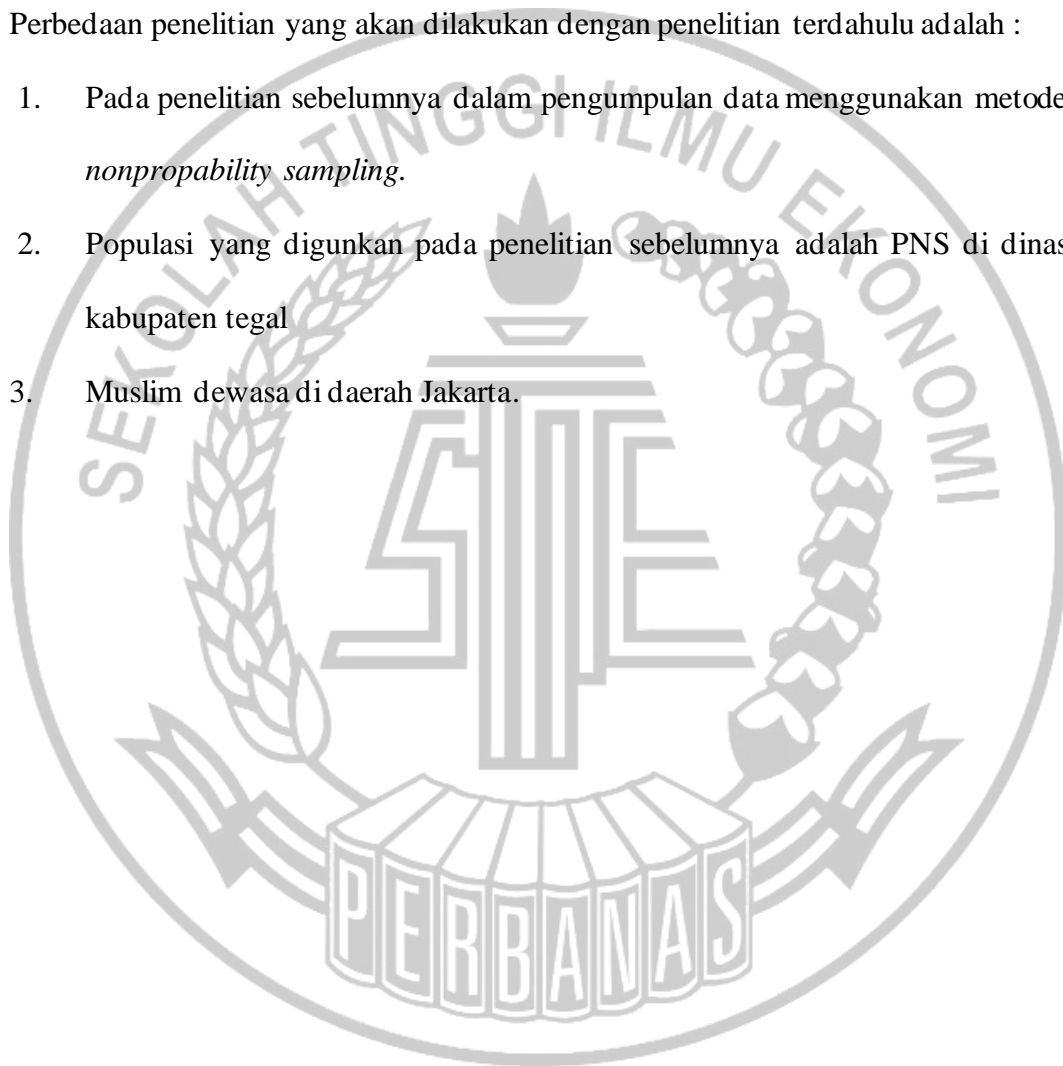 Perbedaan penelitian yang akan dilakukan dengan penelitian terdahulu adalah :
1. Pada penelitian sebelumnya dalam pengumpulan data menggunakan metode
nonpropability sampling.
2. Populasi yang digunkan pada penelitian sebelumnya adalah PNS di dinas
kabupaten tegal
3. Muslim dewasa di daerah Jakarta.
SEKOLAH TINGGI ILMU EKONOMI
STIE
PERBANAS